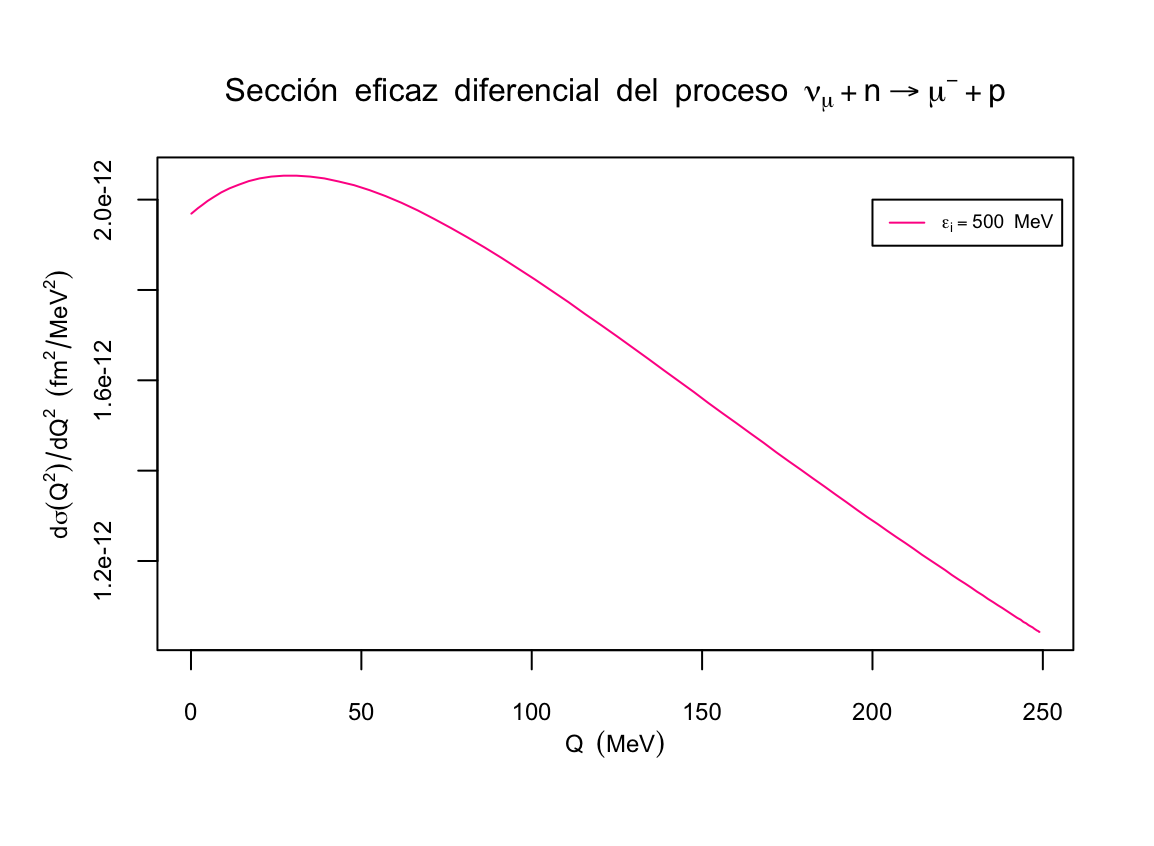 Sección eficaz diferencial del proceso ν_μ + n → μ⁻ + p
dσ(Q²)/dQ² (fm²/MeV²)
2.0e-12
1.6e-12
1.2e-12
ε_i = 500 MeV
0 50 100 150 200 250
Q (MeV)